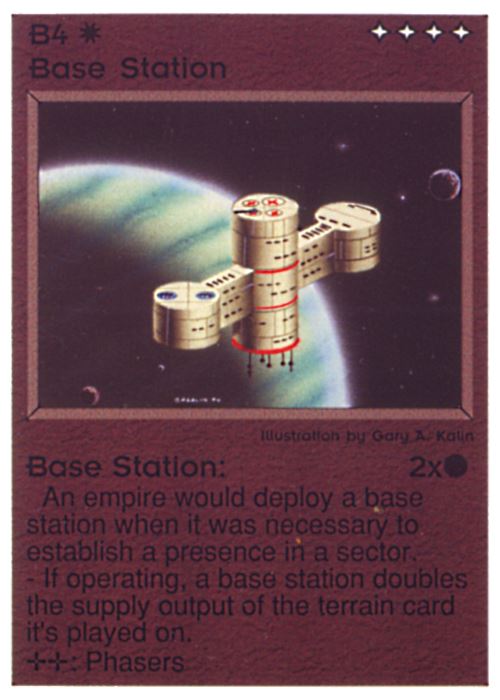 B4
Base Station
Illustration by Gary A. Kalin
Base Station: 2x
An empire would deploy a base
station when it was necessary to
establish a presence in a sector.
- If operating, a base station doubles
the supply output of the terrain card
it's played on.
: Phasers